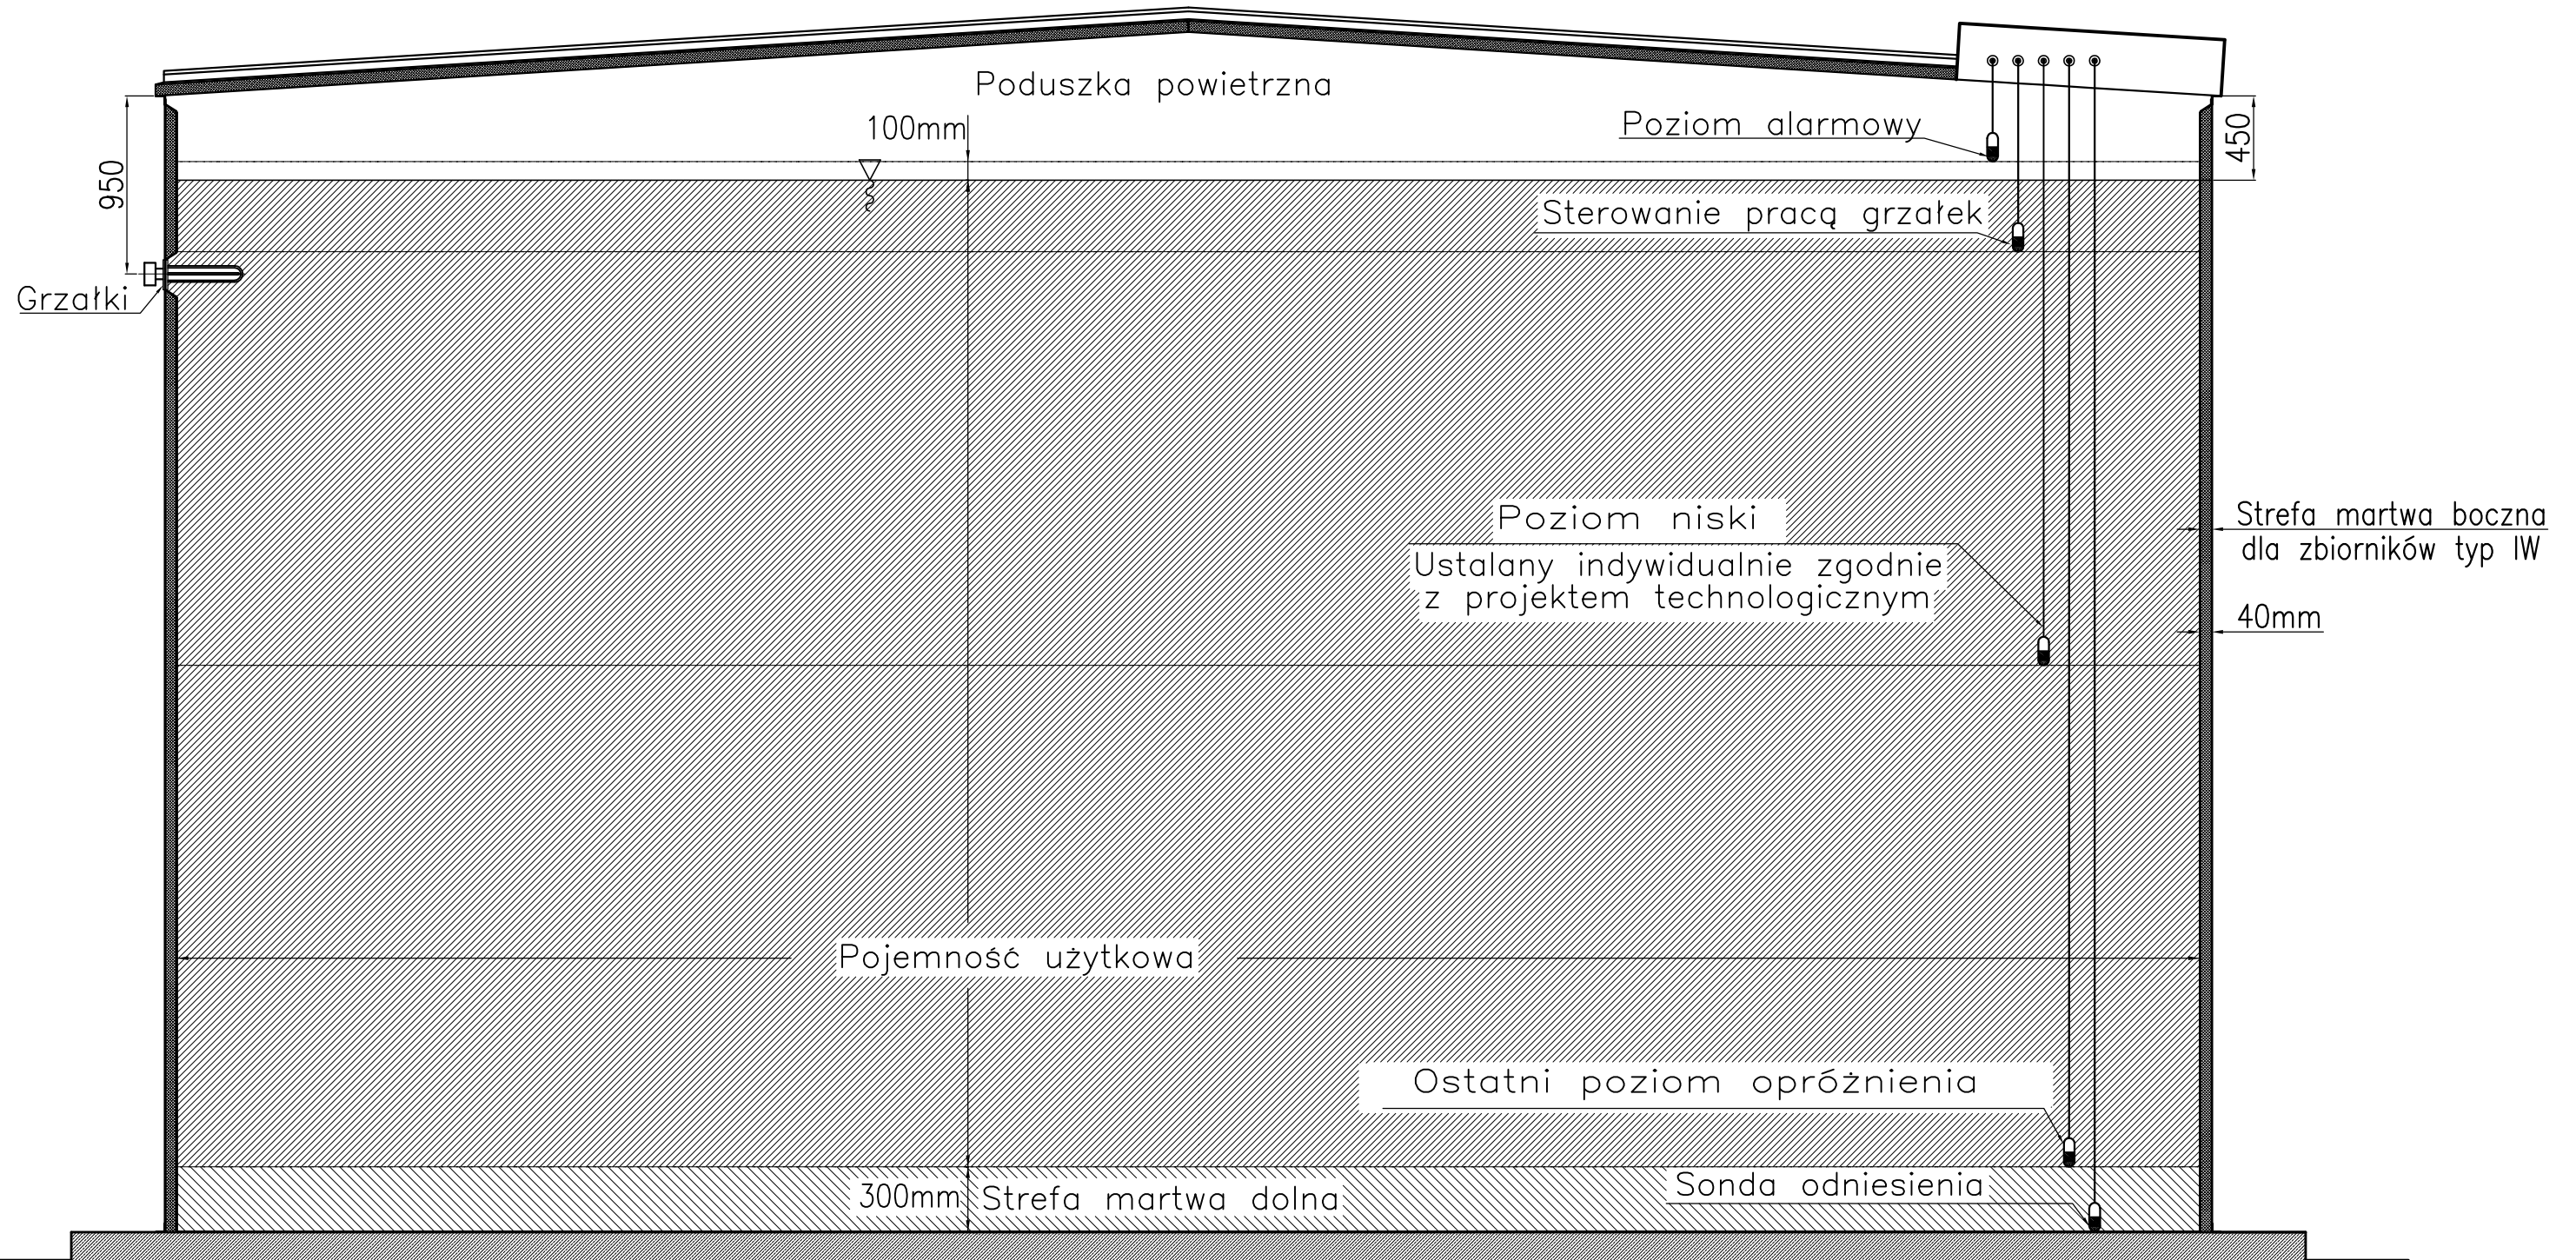 Poduszka powietrzna
100mm
Poziom alarmowy
450
950
Sterowanie pracą grzałek
Grzałki
Poziom niski
Ustalany indywidualnie zgodnie
z projektem technologicznym
Strefa martwa boczna
dla zbiorników typ IW
40mm
Pojemność użytkowa
Ostatni poziom opróżnienia
300mm
Strefa martwa dolna
Sonda odniesienia